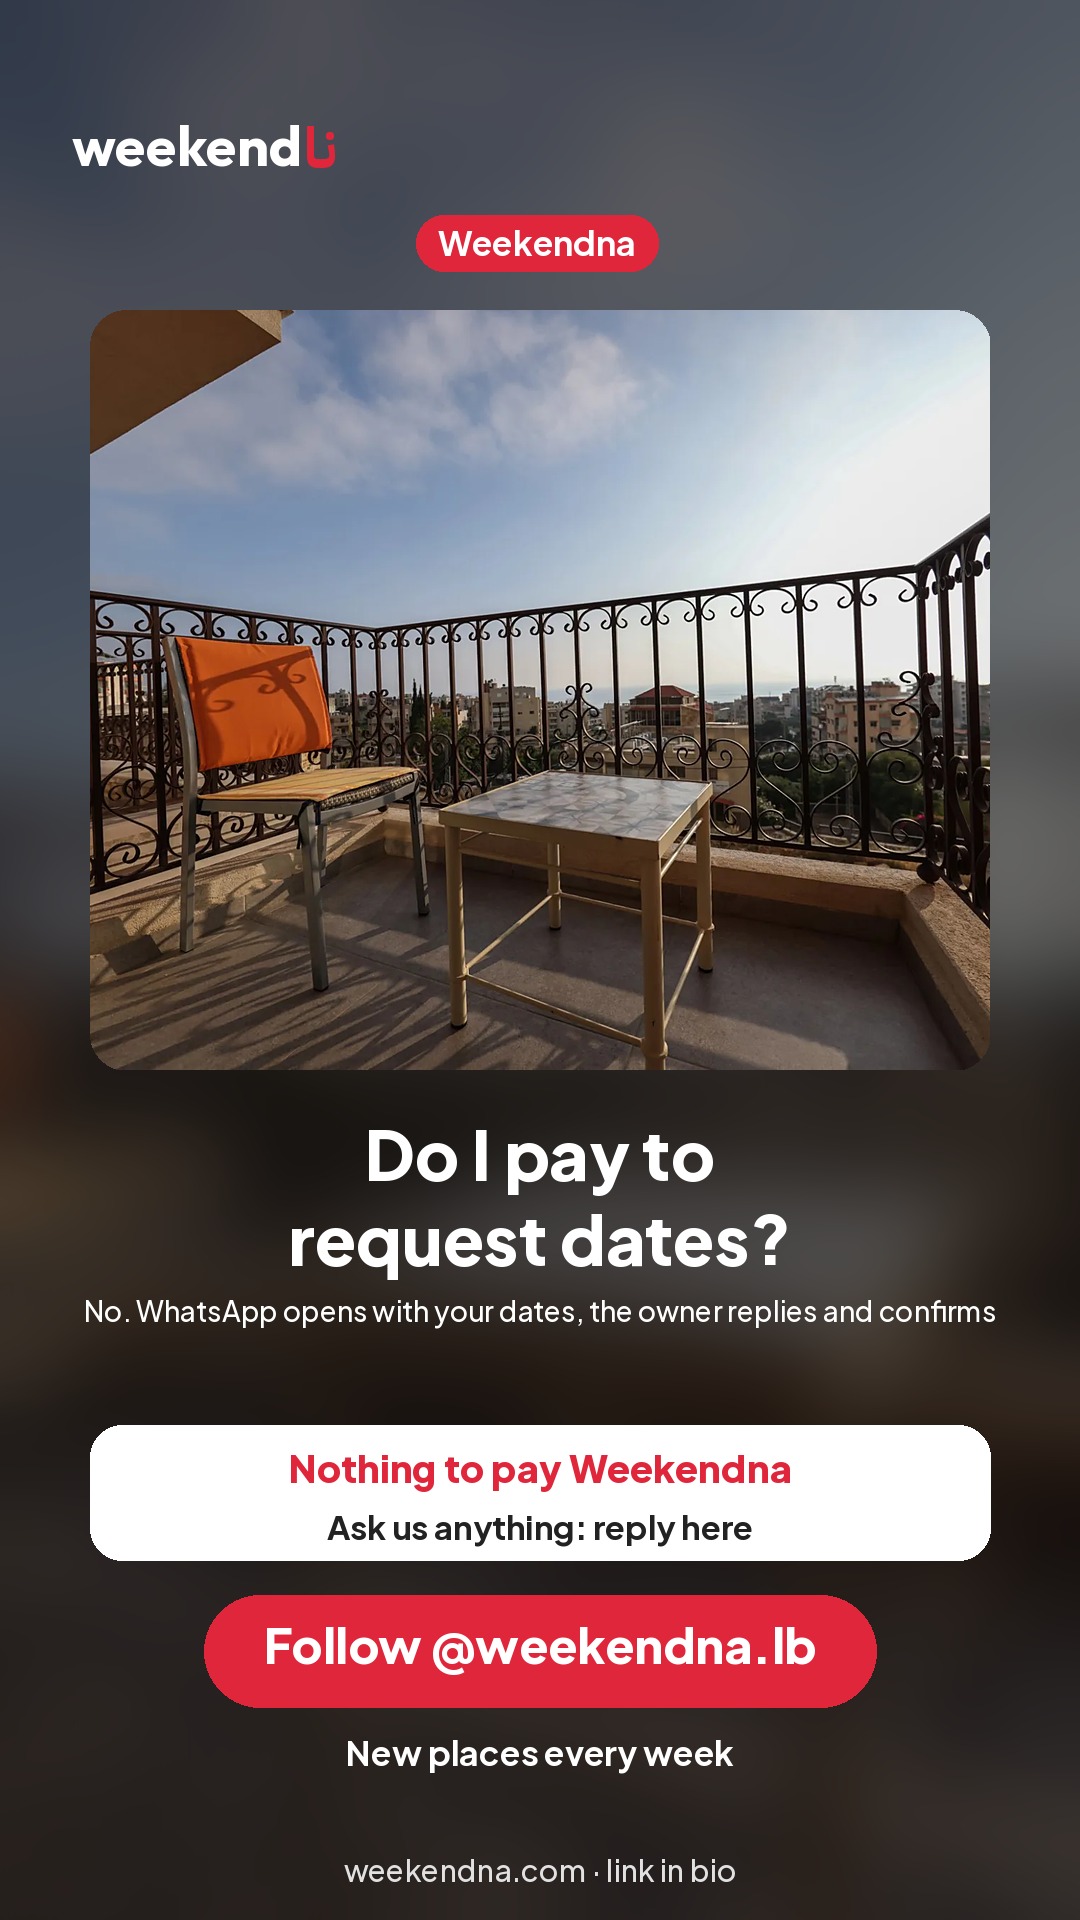 weekendنا
Weekendna
Do I pay to
request dates?
No. WhatsApp opens with your dates, the owner replies and confirms
Nothing to pay Weekendna
Ask us anything: reply here
Follow @weekendna.lb
New places every week
weekendna.com · link in bio